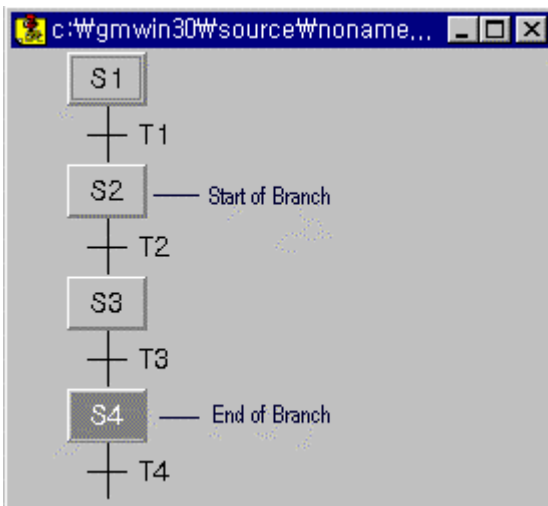 c:₩gmwin30₩source₩noname...
S1
T1
S2 Start of Branch
T2
S3
T3
S4 End of Branch
T4